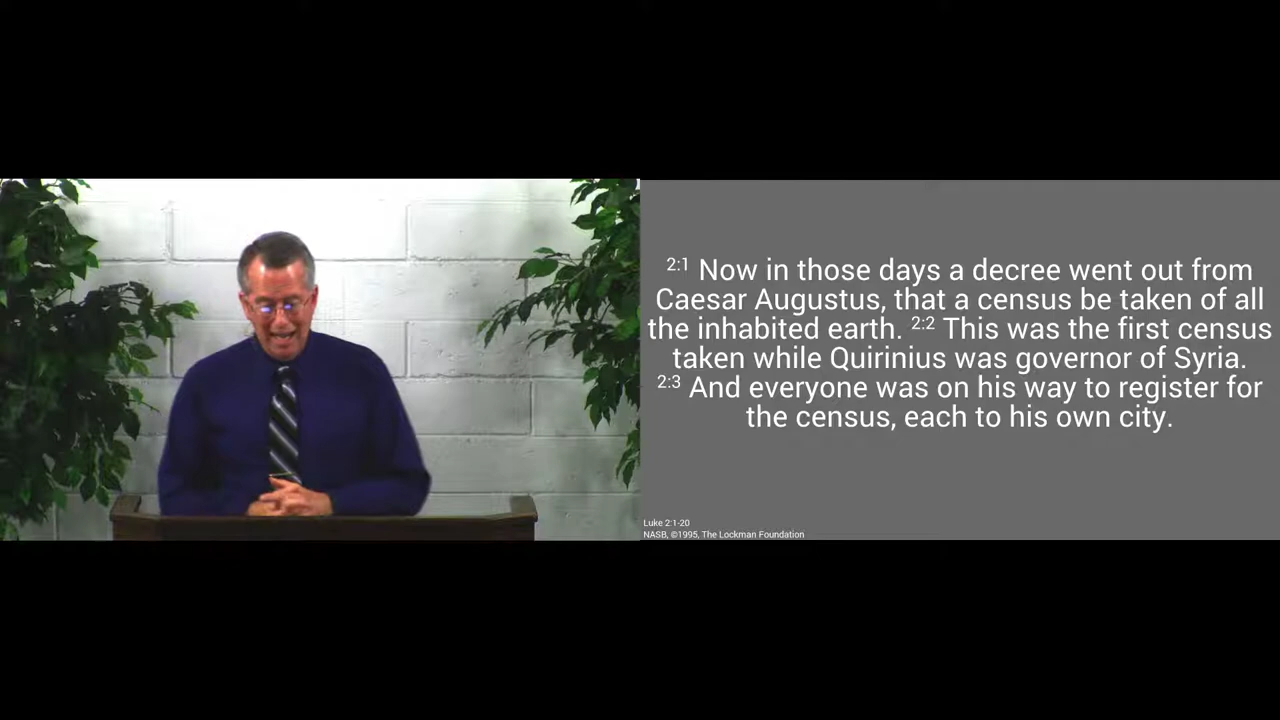 2:1 Now in those days a decree went out from
Caesar Augustus, that a census be taken of all
the inhabited earth. 2:2 This was the first census
taken while Quirinius was governor of Syria.
2:3 And everyone was on his way to register for
the census, each to his own city.
Luke 2:1-20
NASB, ©1995, The Lockman Foundation